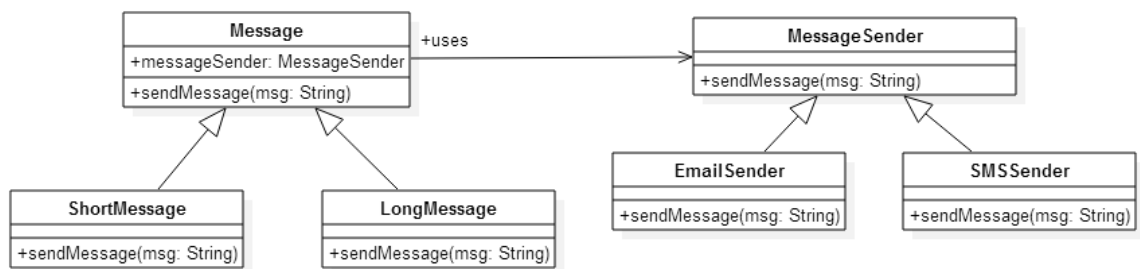 Message
+messageSender: MessageSender
+sendMessage(msg: String)
+uses
MessageSender
+sendMessage(msg: String)
ShortMessage
+sendMessage(msg: String)
LongMessage
+sendMessage(msg: String)
EmailSender
+sendMessage(msg: String)
SMSSender
+sendMessage(msg: String)